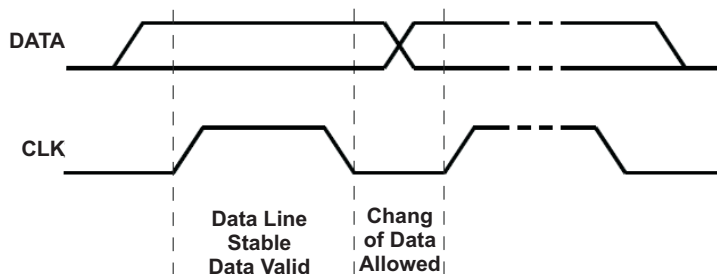 DATA
CLK
Data Line
Stable
Data Valid
Chang
of Data
Allowed